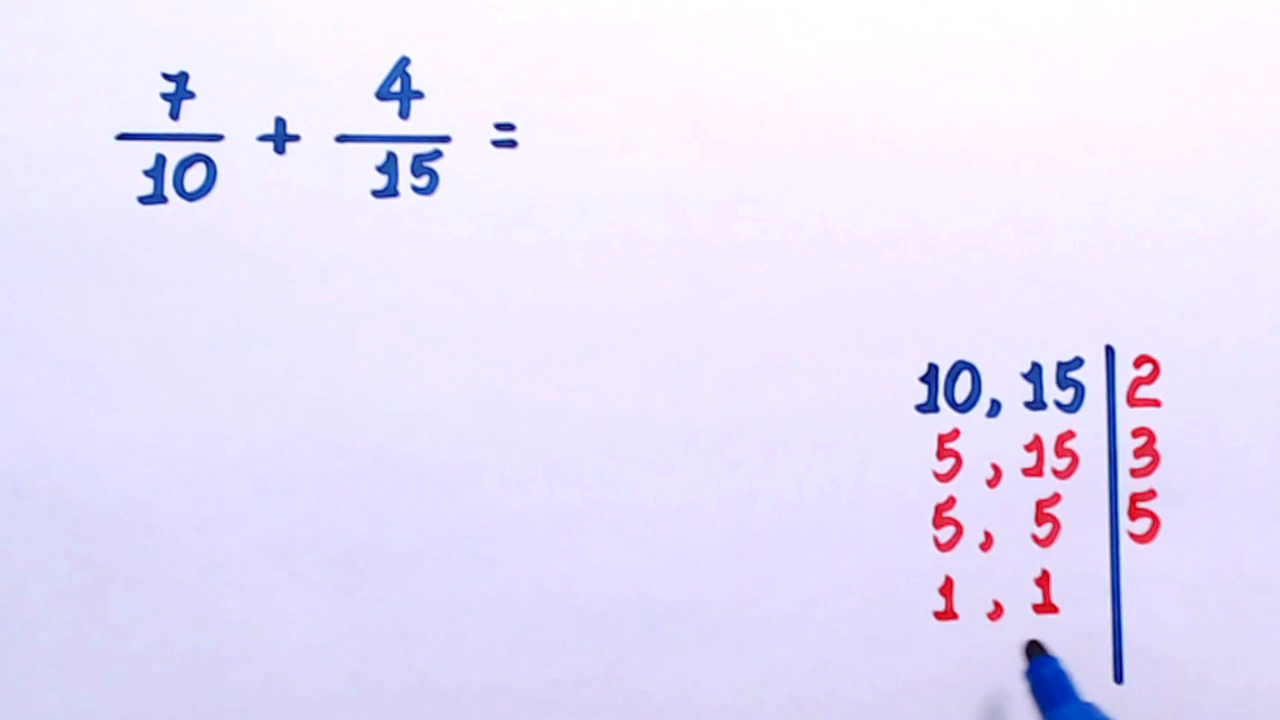 7/10 + 4/15 =
10, 15 | 2
5, 15 | 3
5, 5 | 5
1, 1 |